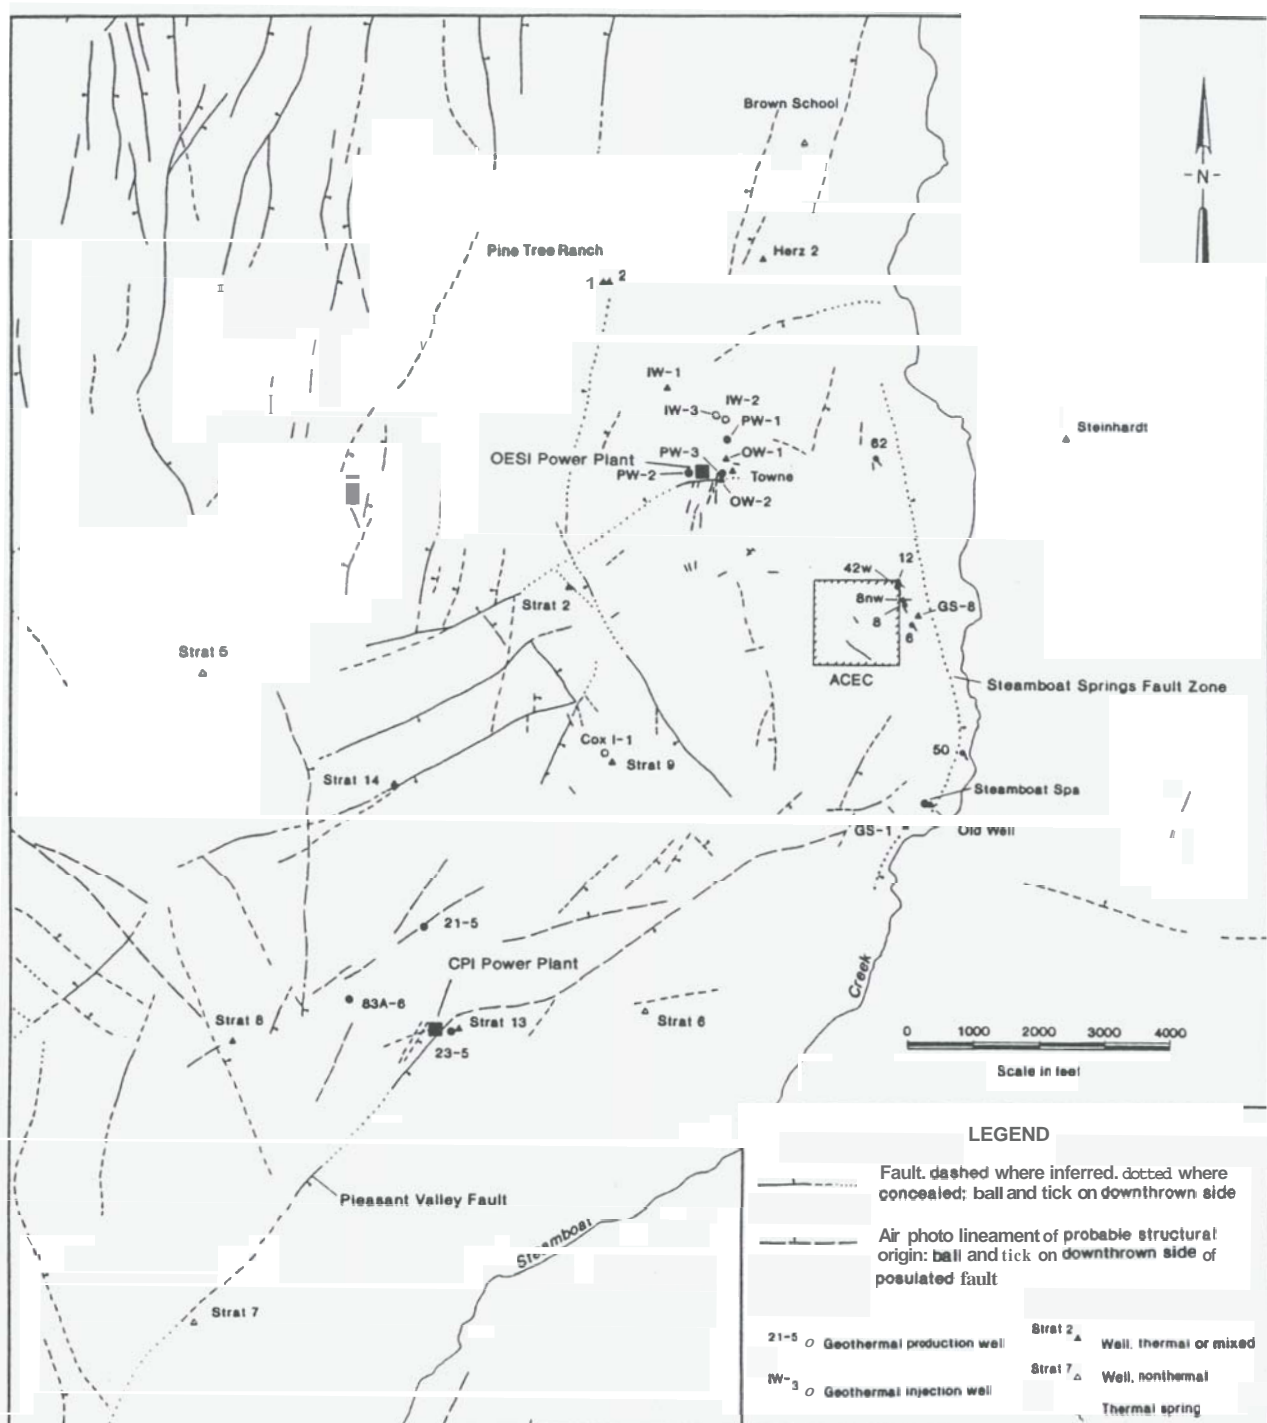 Brown School
N
Pine Tree Ranch
Herz 2
1
2
IW-1
IW-2
IW-3
PW-1
Steinhardt
62
PW-3
OW-1
OESI Power Plant
PW-2
Towne
OW-2
12
42w
8nw
GS-8
Strat 2
8
6
Strat 5
ACEC
Steamboat Springs Fault Zone
Cox I-1
50
Strat 14
Strat 9
Steamboat Spa
GS-1
Old Well
21-5
CPI Power Plant
Creek
83A-6
Strat 8
Strat 13
Strat 6
23-5
0 1000 2000 3000 4000
Scale in feet
LEGEND
Fault. dashed where inferred. dotted where
concealed; ball and tick on downthrown side
Pleasant Valley Fault
Air photo lineament of probable structural
origin: ball and tick on downthrown side of
posulated fault
Steamboat
Strat 7
21-5 O Geothermal production well
Strat 2 Well, thermal or mixed
IW-3 O Geothermal injection well
Strat 7 Well, nonthermal
Thermal spring